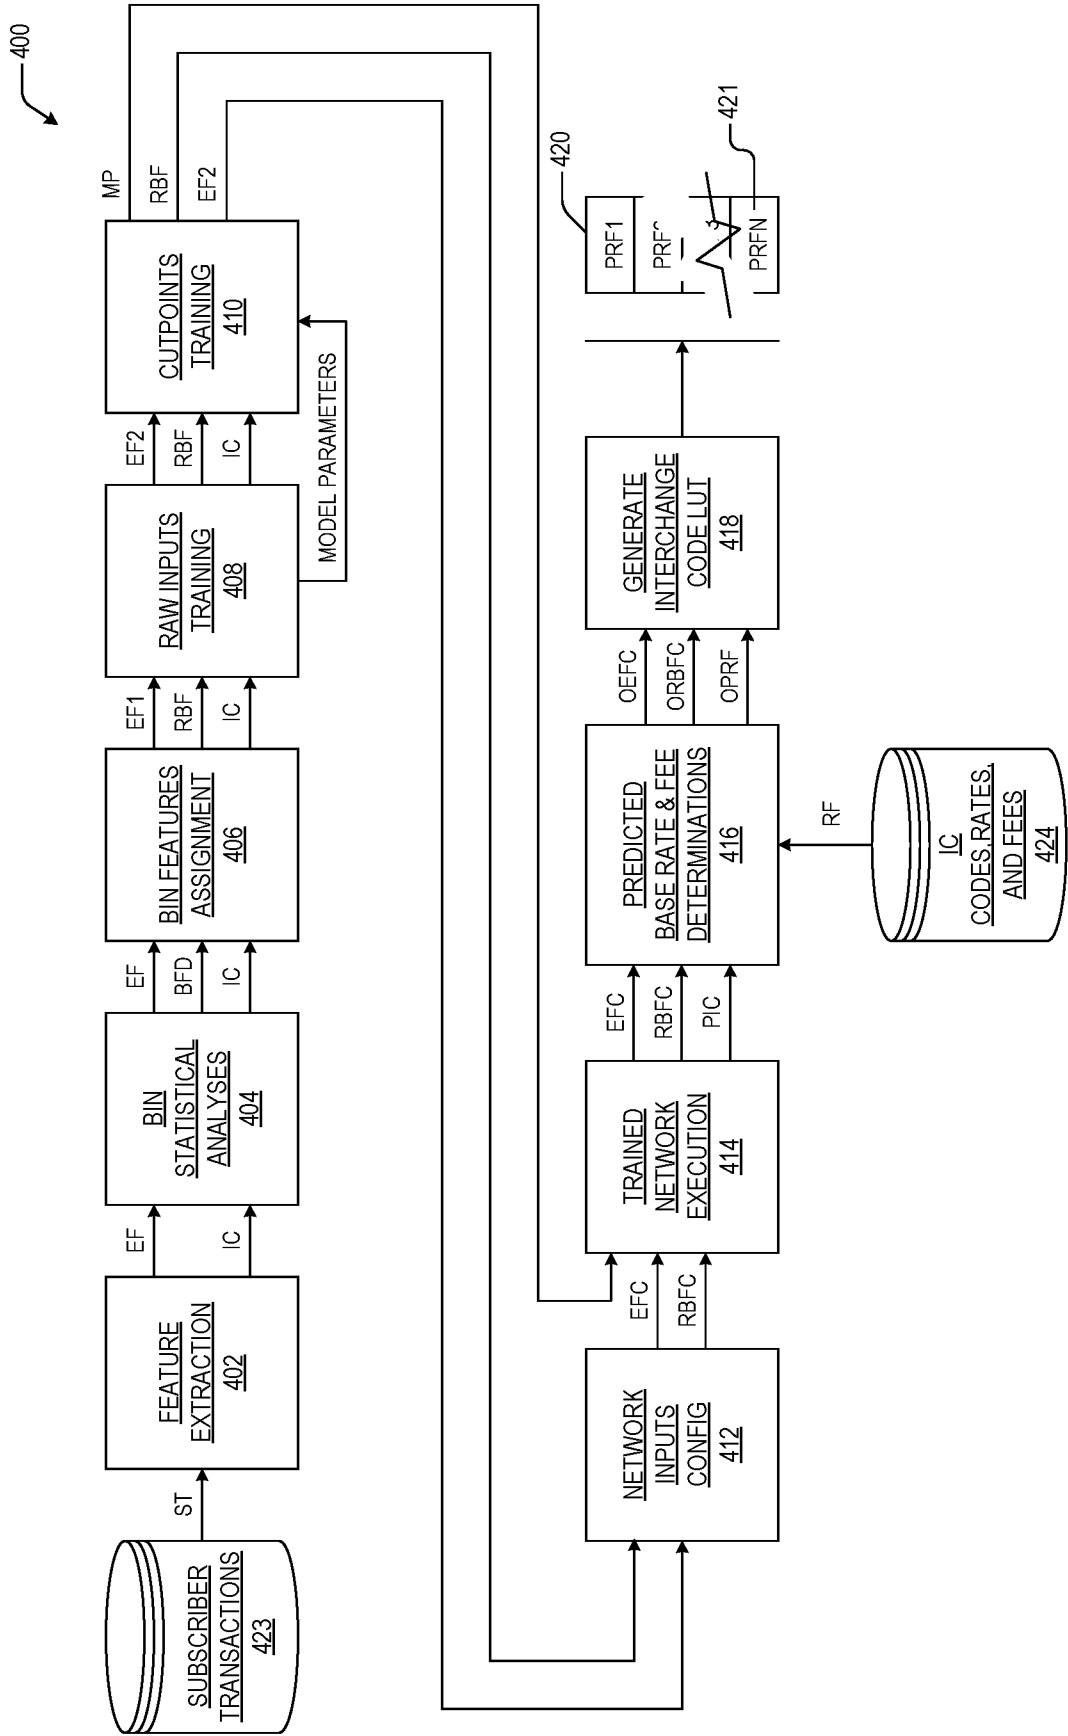 400
SUBSCRIBER
TRANSACTIONS
423
ST
FEATURE
EXTRACTION
402
EF
IC
BIN
STATISTICAL
ANALYSES
404
EF
BFD
IC
BIN FEATURES
ASSIGNMENT
406
EF1
RBF
IC
RAW INPUTS
TRAINING
408
EF2
RBF
IC
MODEL PARAMETERS
CUTPOINTS
TRAINING
410
MP
RBF
EF2
NETWORK
INPUTS
CONFIG
412
EFC
RBFC
TRAINED
NETWORK
EXECUTION
414
EFC
RBFC
PIC
PREDICTED
BASE RATE & FEE
DETERMINATIONS
416
RF
IC
CODES,RATES,
AND FEES
424
OEFC
ORBFC
OPRF
GENERATE
INTERCHANGE
CODE LUT
418
420
PRF1
PRFN
421